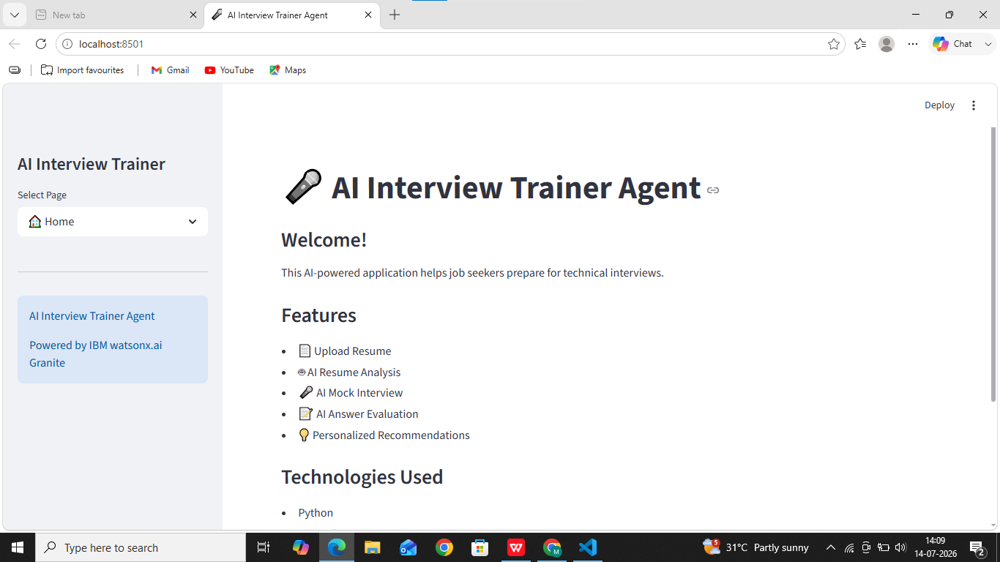 New tab
AI Interview Trainer Agent
localhost:8501
Chat
Import favourites
Gmail
YouTube
Maps
Deploy
AI Interview Trainer
Select Page
Home
AI Interview Trainer Agent
Powered by IBM watsonx.ai
Granite
AI Interview Trainer Agent
Welcome!
This AI-powered application helps job seekers prepare for technical interviews.
Features
Upload Resume
AI Resume Analysis
AI Mock Interview
AI Answer Evaluation
Personalized Recommendations
Technologies Used
Python
Type here to search
W
M
5
31°C Partly sunny
14:09
14-07-2026
2